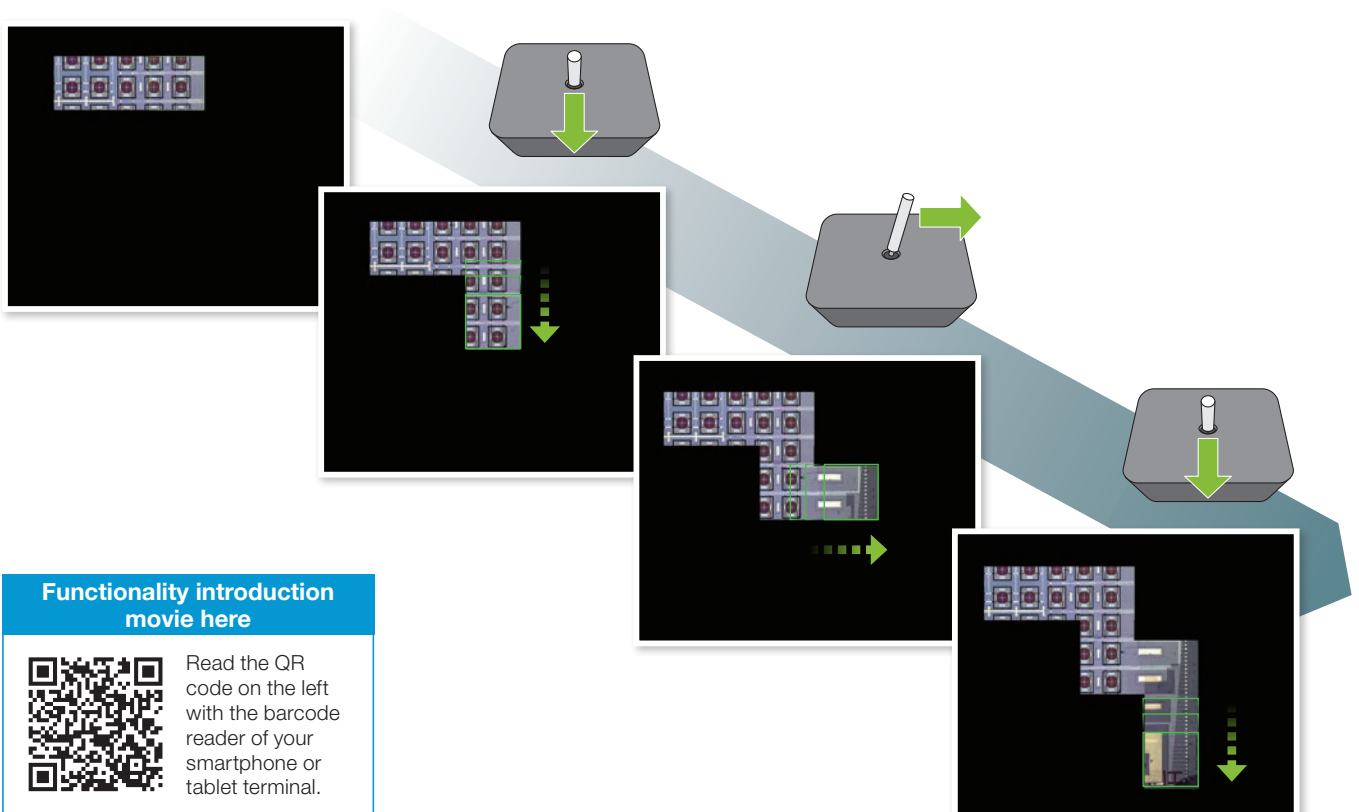 Functionality introduction
movie here
Read the QR
code on the left
with the barcode
reader of your
smartphone or
tablet terminal.